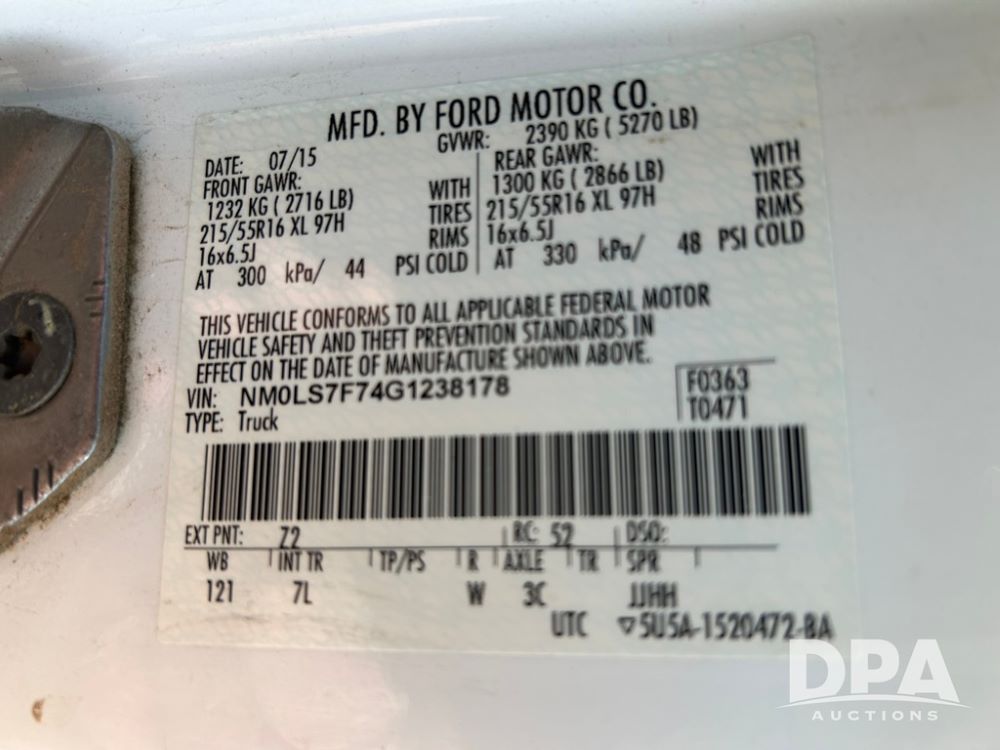 MFD. BY FORD MOTOR CO.
DATE: 07/15 GVWR: 2390 KG ( 5270 LB)
FRONT GAWR: REAR GAWR:
1232 KG ( 2716 LB) WITH 1300 KG ( 2866 LB) WITH
215/55R16 XL 97H TIRES 215/55R16 XL 97H TIRES
16x6.5J RIMS 16x6.5J RIMS
AT 300 kPa/ 44 PSI COLD AT 330 kPa/ 48 PSI COLD
THIS VEHICLE CONFORMS TO ALL APPLICABLE FEDERAL MOTOR
VEHICLE SAFETY AND THEFT PREVENTION STANDARDS IN
EFFECT ON THE DATE OF MANUFACTURE SHOWN ABOVE.
VIN: NM0LS7F74G1238178 F0363
TYPE: Truck T0471
EXT PNT: Z2 RC: 52 DSO:
WB INT TR TP/PS R AXLE TR SPR
121 7L W 3C JJHH
UTC ▽5U5A-1520472-BA
DPA
AUCTIONS